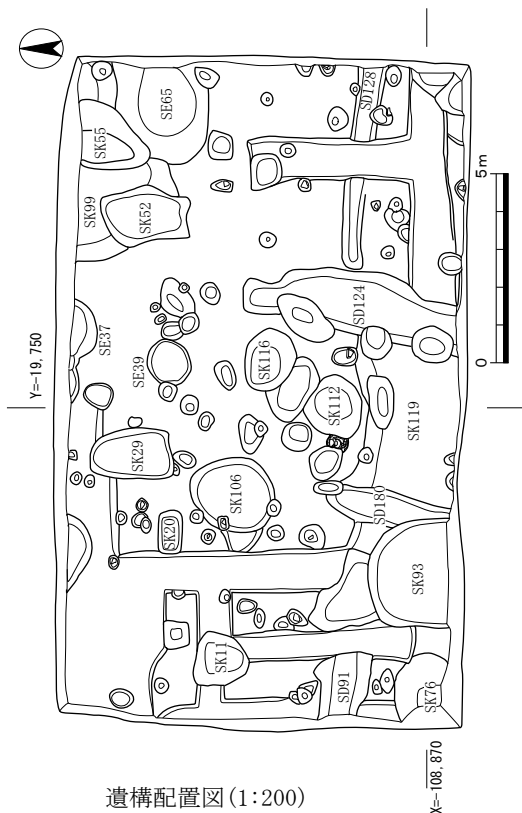 SD128
SE65
SK55
SK99
SK52
5m
0
Y=-19,750
SE37
SE39
SD124
SK116
SK112
SK119
SK29
SK106
SD180
SK20
SK93
SK11
SD91
SK76
X=-108,870
遺構配置図(1:200)